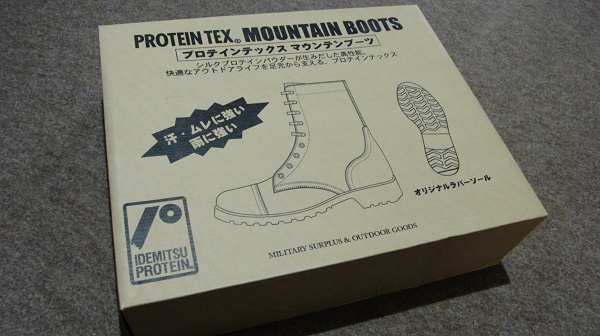 PROTEIN TEX® MOUNTAIN BOOTS
プロテインテックス マウンテンブーツ
シルクプロテインパウダーが生みだした高性能。
快適なアウトドアライフを足元から支える、プロテインテックス
汗・ムレに強い
雨に強い
オリジナルラバーソール
IDEMITSU
PROTEIN®
MILITARY SURPLUS & OUTDOOR GOODS